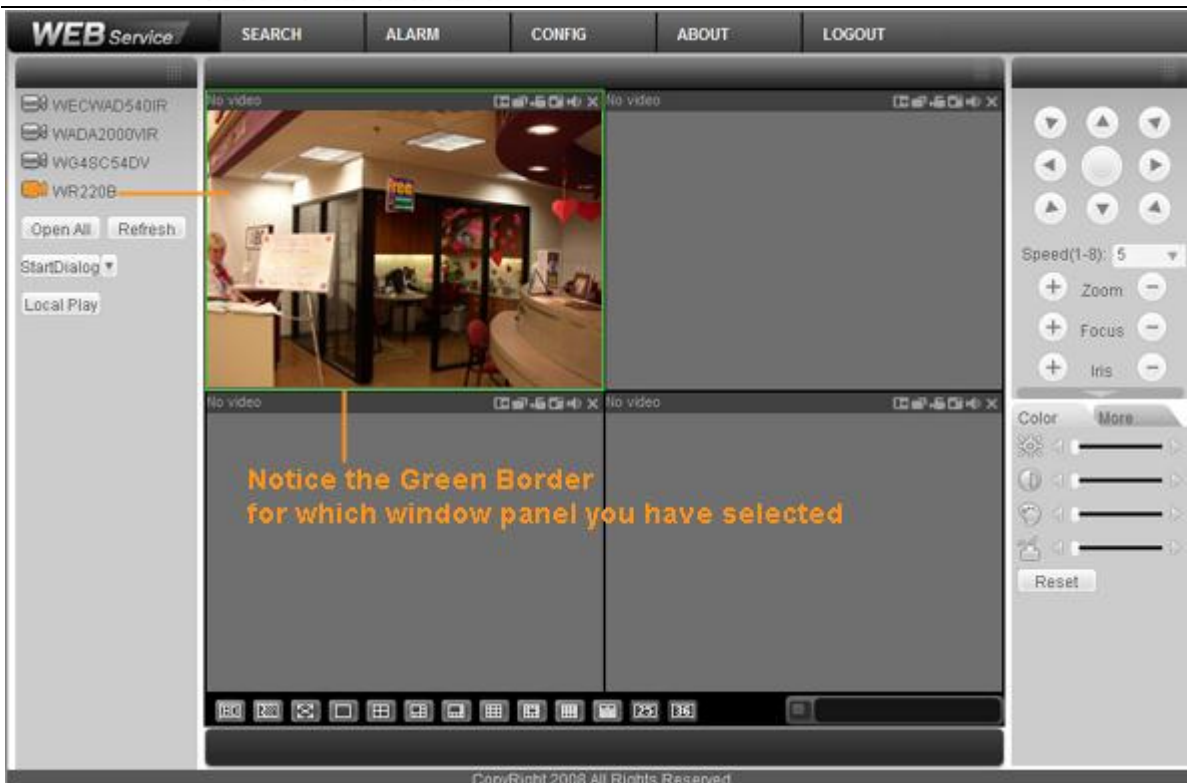 WEB Service
SEARCH
ALARM
CONFIG
ABOUT
LOGOUT
WECWAD540IR
WADA2000VIR
WG4SC54DV
WR220B
Open All
Refresh
StartDialog
Local Play
No video
No video
free
No video
No video
Notice the Green Border
for which window panel you have selected
25
36
Speed(1-8): 5
Zoom
Focus
Iris
Color
More
Reset
CopyRight 2008 All Rights Reserved